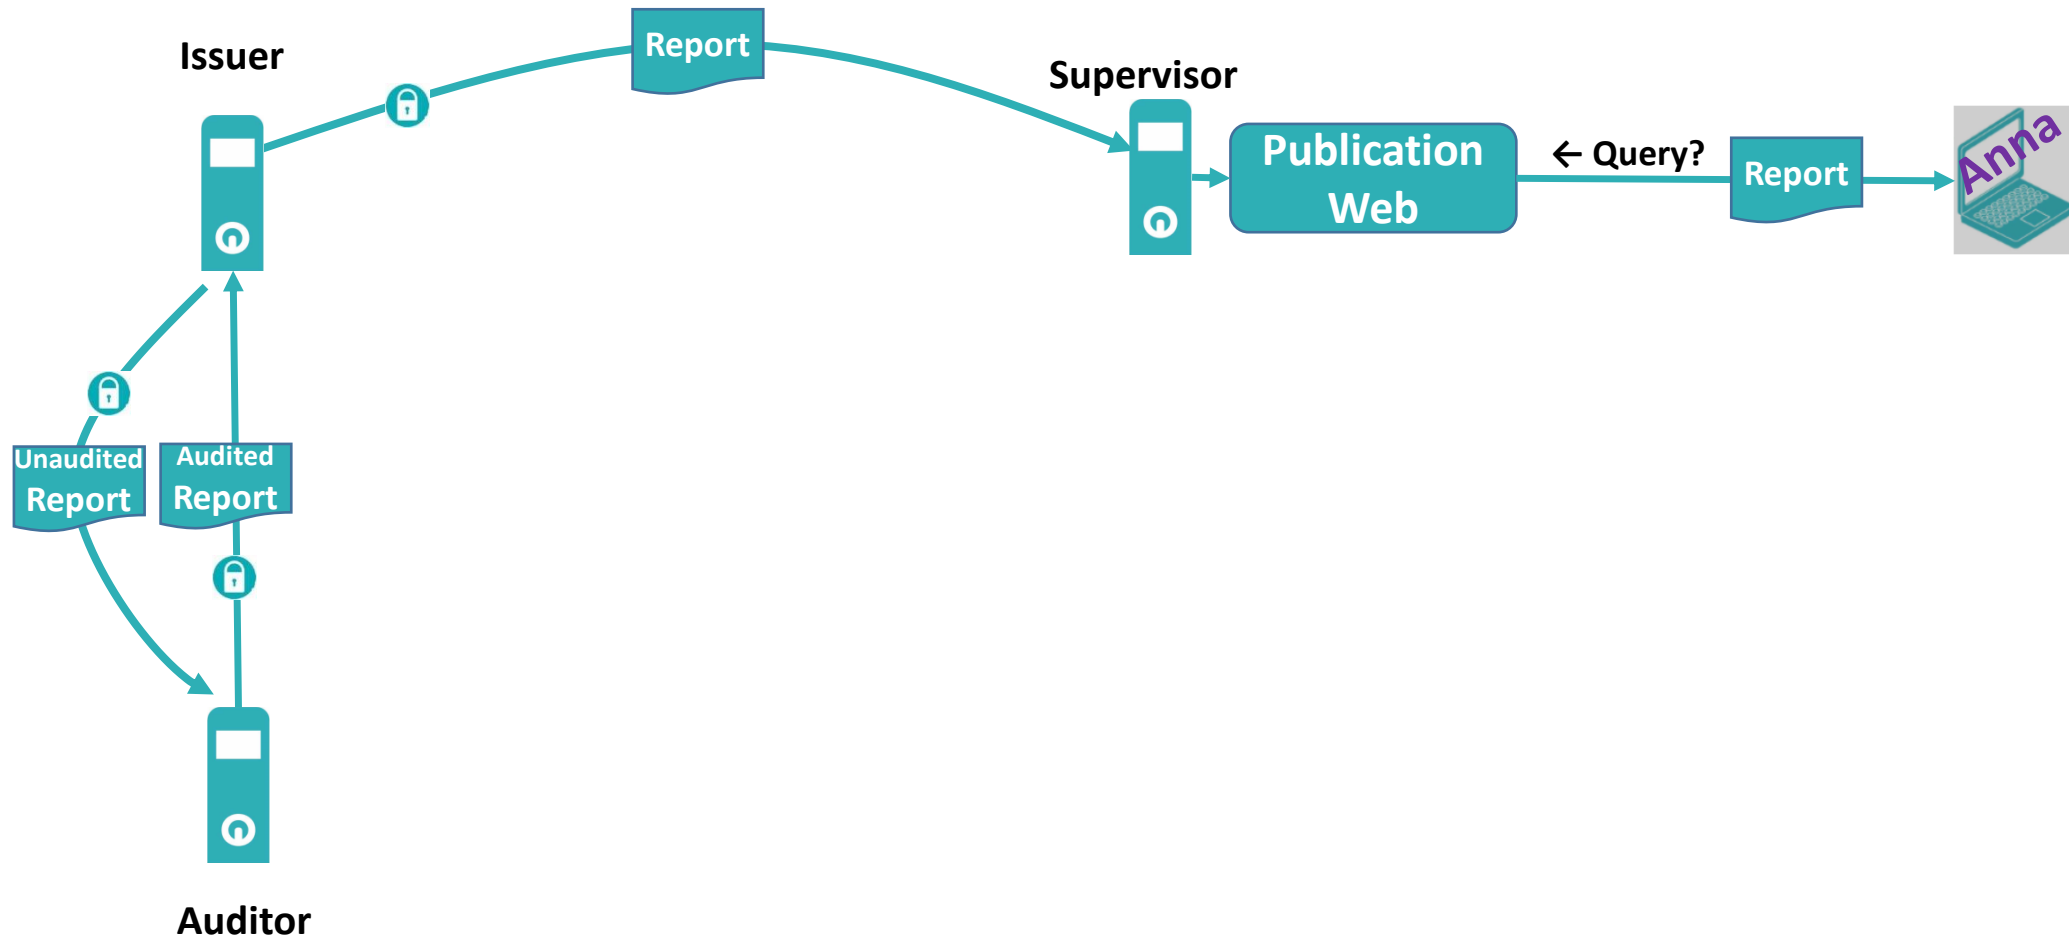 Issuer
Report
Supervisor
Publication
Web
← Query?
Report
Anna
Unaudited
Report
Audited
Report
Auditor